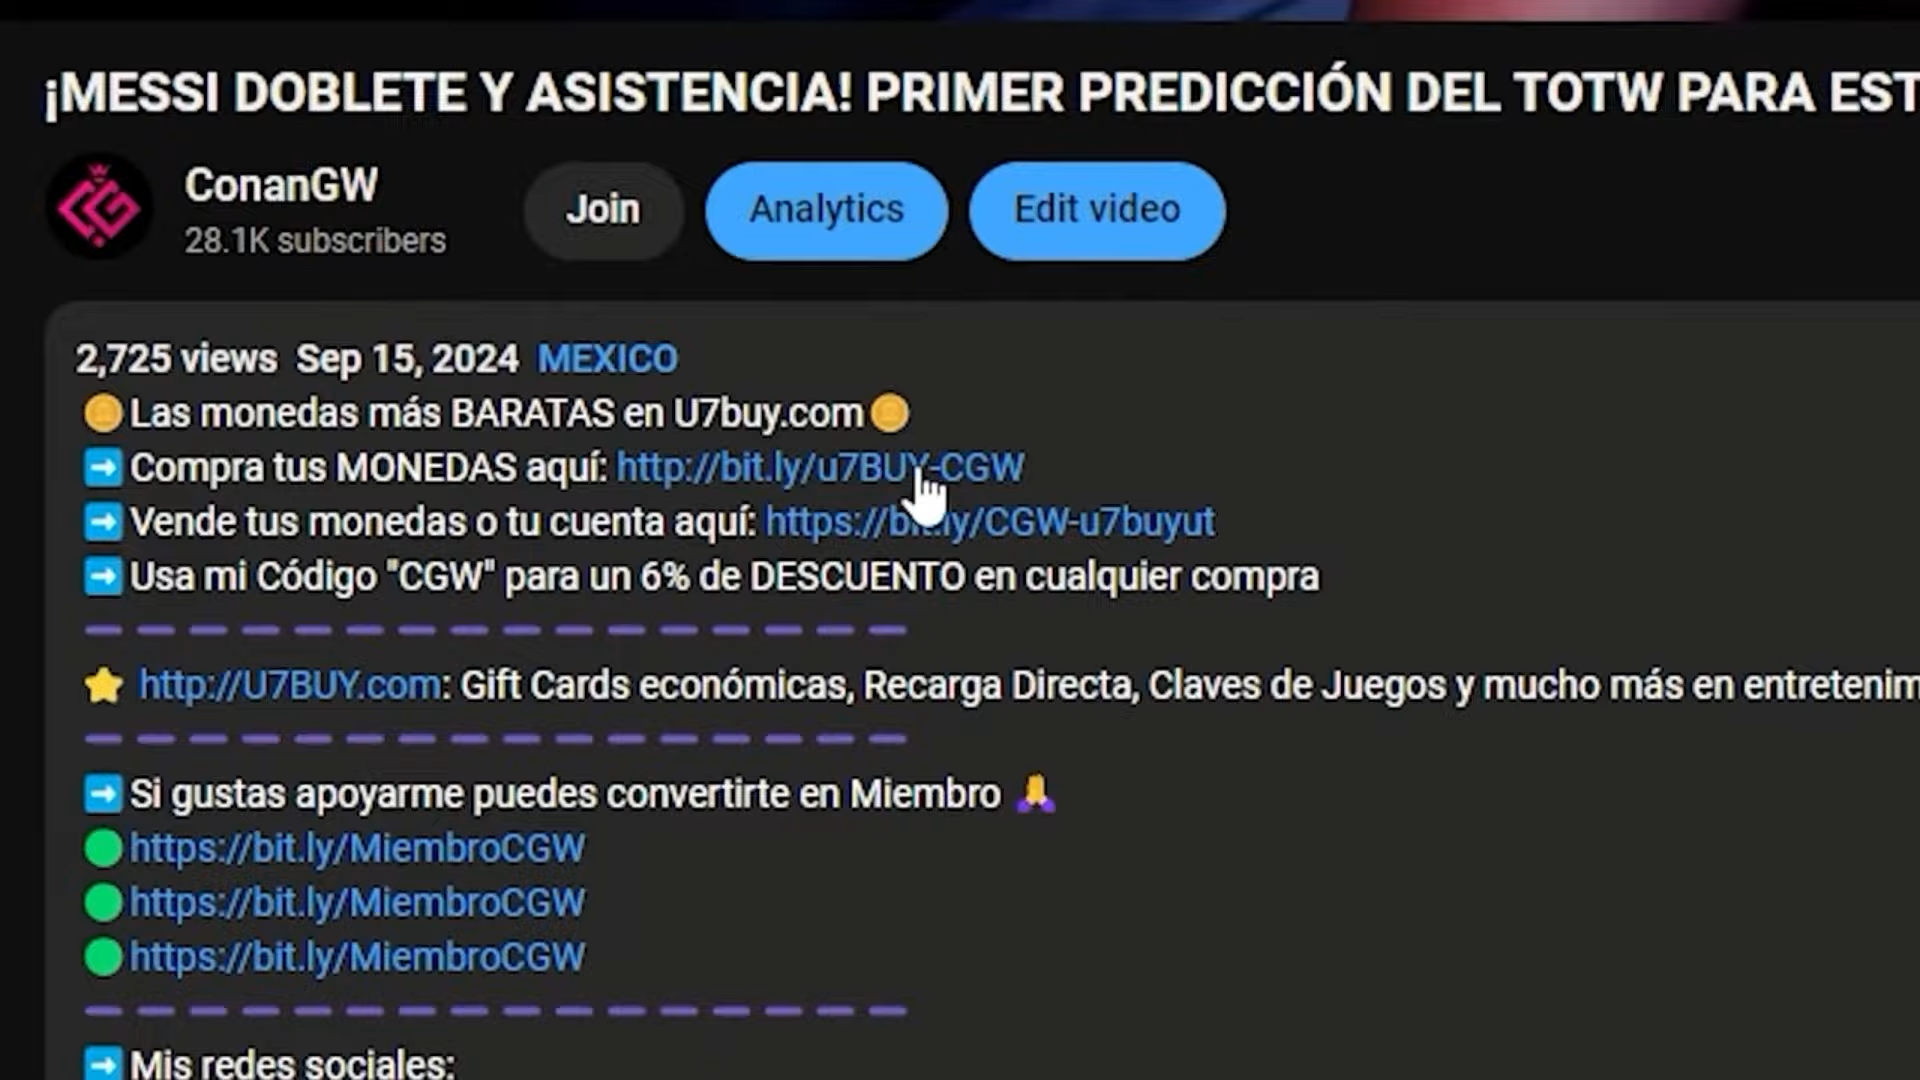 ¡MESSI DOBLETE Y ASISTENCIA! PRIMER PREDICCIÓN DEL TOTW PARA EST
ConanGW
28.1K subscribers
Join
Analytics
Edit video
2,725 views Sep 15, 2024 MEXICO
Las monedas más BARATAS en U7buy.com
Compra tus MONEDAS aquí: http://bit.ly/u7BUY-CGW
Vende tus monedas o tu cuenta aquí: https://bit.ly/CGW-u7buyut
Usa mi Código "CGW" para un 6% de DESCUENTO en cualquier compra
http://U7BUY.com: Gift Cards económicas, Recarga Directa, Claves de Juegos y mucho más en entretenim
Si gustas apoyarme puedes convertirte en Miembro
https://bit.ly/MiembroCGW
https://bit.ly/MiembroCGW
https://bit.ly/MiembroCGW
Mis redes sociales: